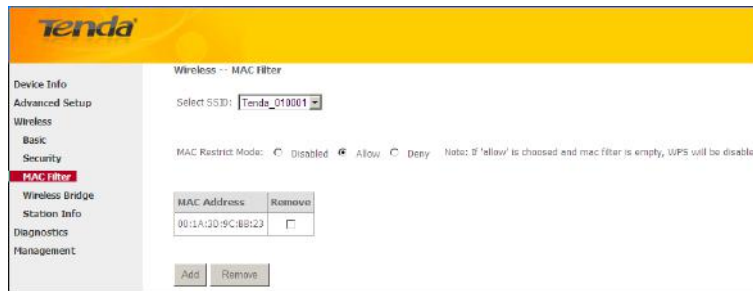 Tenda
Wireless -- MAC Filter
Device Info
Advanced Setup
Select SSID: Tenda_010001
Wireless
Basic
Security
MAC Restrict Mode: Disabled Allow Deny Note: If 'allow' is choosed and mac filter is empty, WPS will be disable
MAC Filter
Wireless Bridge
Station Info
Diagnostics
Management
MAC Address Remove
00:1A:3D:9C:BB:23
Add Remove